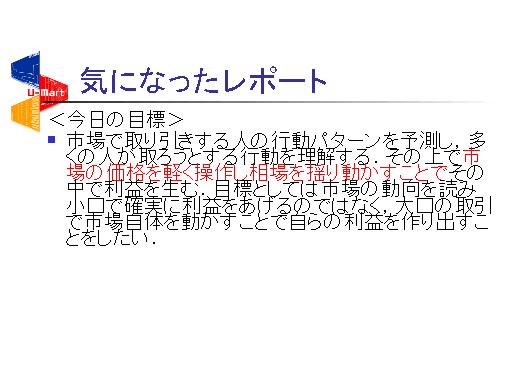 気になったレポート
U-Mart
＜今日の目標＞
市場で取り引きする人の行動パターンを予測し，多
くの人が取ろうとする行動を理解する．その上で市
場の価格を軽く操作し相場を揺り動かすことでその
中で利益を生む．目標としては市場の動向を読み
小口で確実に利益をあげるのではなく，大口の取引
で市場自体を動かすことで自らの利益を作り出すこ
とをしたい．